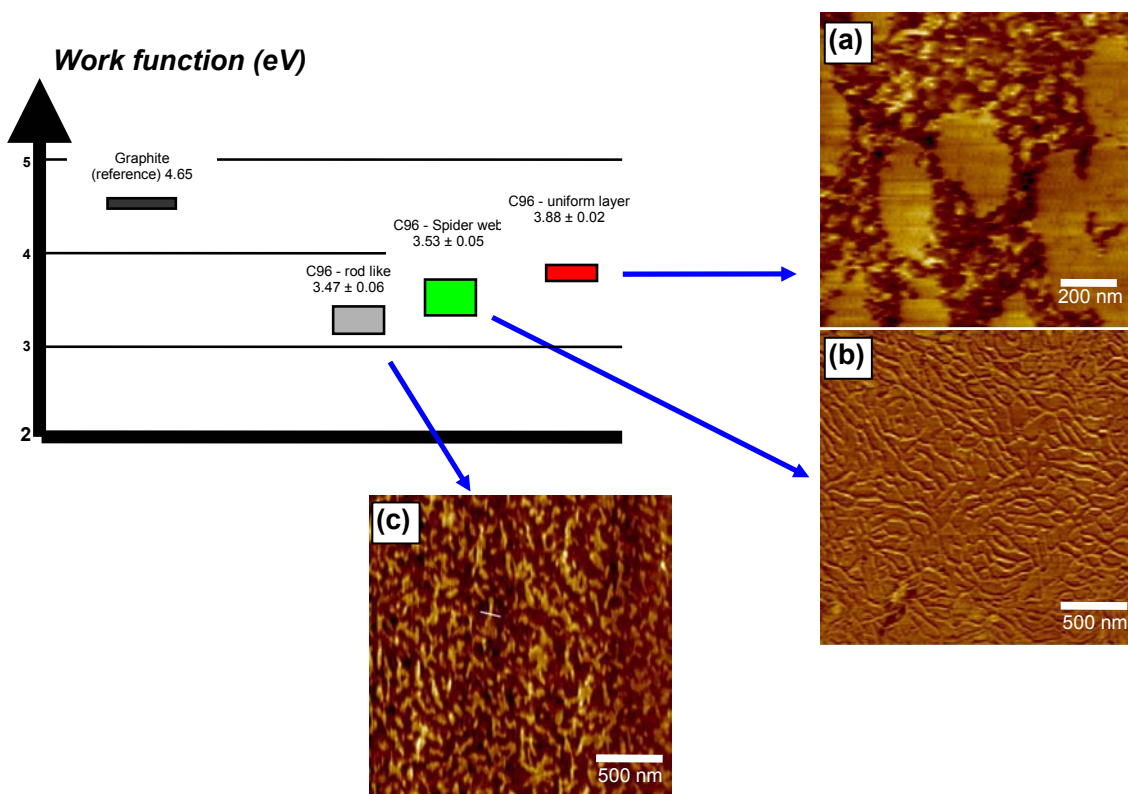 Work function (eV)
5
Graphite
(reference) 4.65
C96 - uniform layer
3.88 ± 0.02
C96 - Spider web
3.53 ± 0.05
4
C96 - rod like
3.47 ± 0.06
3
2
(a)
200 nm
(b)
500 nm
(c)
500 nm